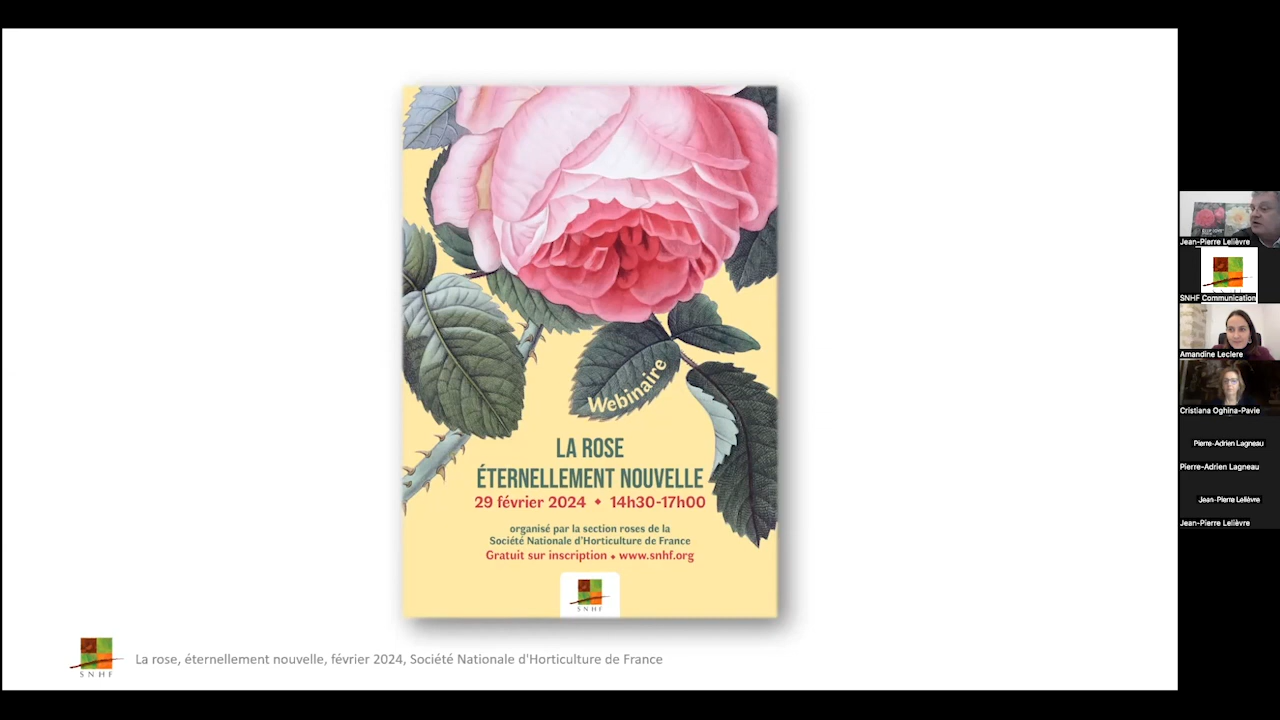 Webinaire
LA ROSE
ÉTERNELLEMENT NOUVELLE
29 février 2024 • 14h30-17h00
organisé par la section roses de la
Société Nationale d'Horticulture de France
Gratuit sur inscription • www.snhf.org
SNHF
SNHF
La rose, éternellement nouvelle, février 2024, Société Nationale d'Horticulture de France
Jean-Pierre Lelièvre
SNHF Communication
Amandine Leclere
Cristiana Oghina-Pavie
Pierre-Adrien Lagneau
Pierre-Adrien Lagneau
Jean-Pierre Lelièvre
Jean-Pierre Lelièvre